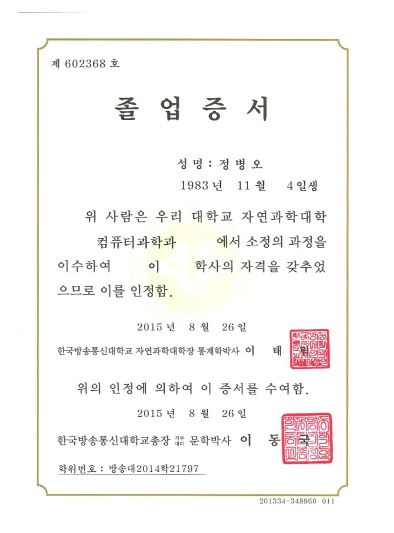 제 602368 호
졸 업 증 서
성 명 : 정 병 오
1983년 11 월 4 일생
위 사람은 우리 대학교 자연과학대학
컴퓨터과학과 에서 소정의 과정을
이수하여 이 학사의 자격을 갖추었
으므로 이를 인정함.
2015 년 8 월 26 일
한국방송통신대학교 자연과학대학장 통계학박사 이 태
위의 인정에 의하여 이 증서를 수여함.
2015 년 8 월 26 일
한국방송통신대학교총장 직무대리 문학박사 이 동 국
학위번호 : 방송대2014학21797
201334-348960 011